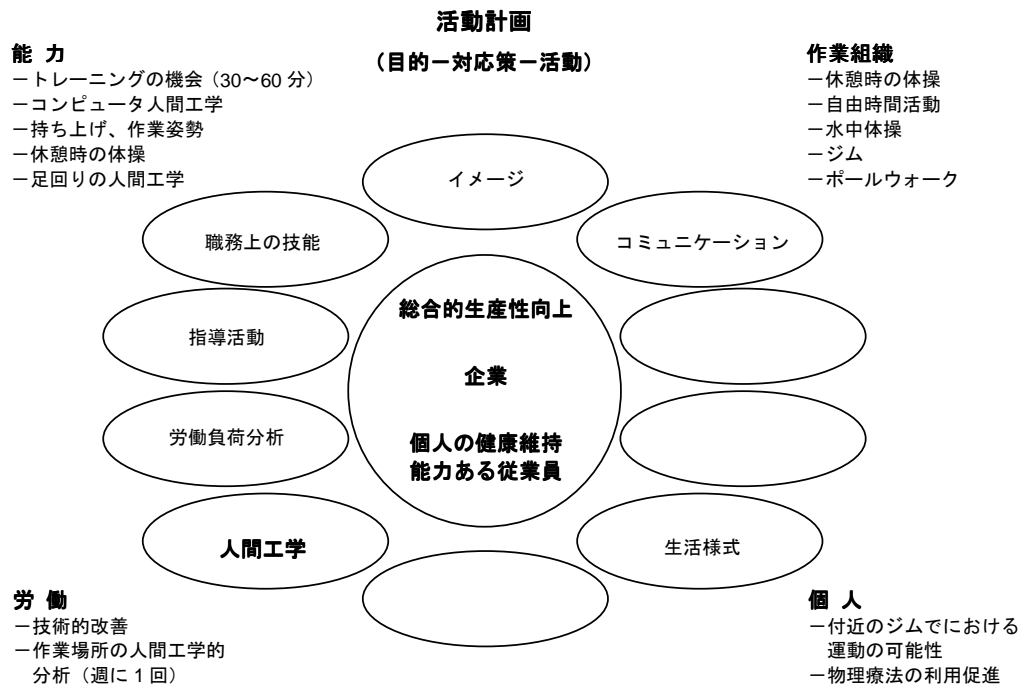 活動計画
(目的－対応策－活動)
能 力
－トレーニングの機会（30～60 分）
－コンピュータ人間工学
－持ち上げ、作業姿勢
－休憩時の体操
－足回りの人間工学
作業組織
－休憩時の体操
－自由時間活動
－水中体操
－ジム
－ポールウォーク
イメージ
職務上の技能
コミュニケーション
指導活動
労働負荷分析
人間工学
生活様式
総合的生産性向上
企業
個人の健康維持
能力ある従業員
労 働
－技術的改善
－作業場所の人間工学的
分析（週に 1 回）
個 人
－付近のジムでにおける
運動の可能性
－物理療法の利用促進